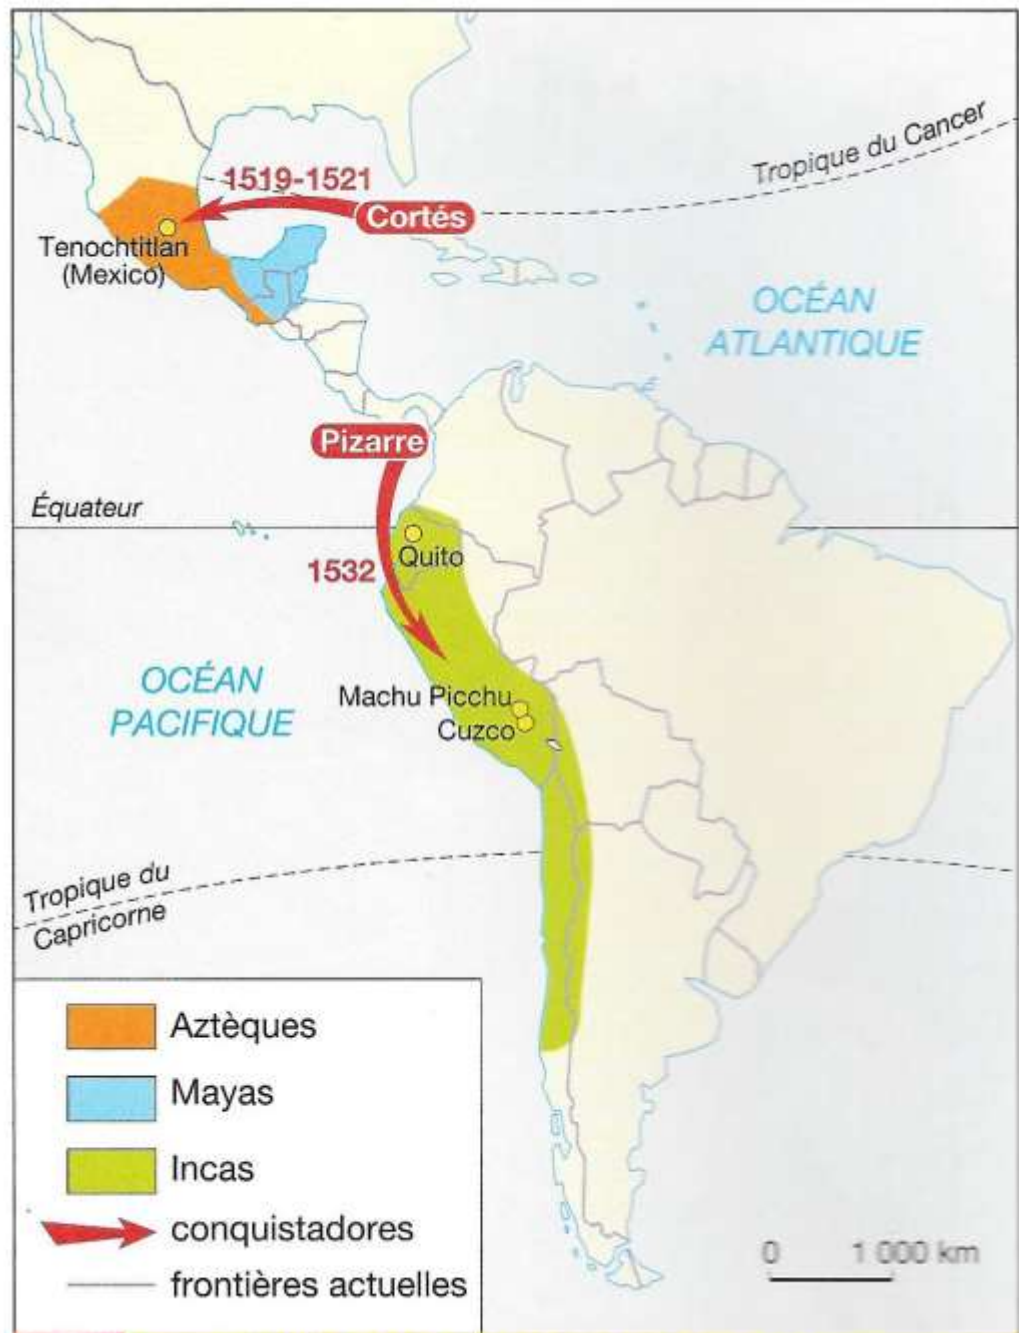 Tropique du Cancer
1519-1521
Cortés
Tenochtitlan
(Mexico)
OCÉAN
ATLANTIQUE
Pizarre
Équateur
Quito
1532
OCÉAN
PACIFIQUE
Machu Picchu
Cuzco
Tropique du
Capricorne
Aztèques
Mayas
Incas
conquistadores
frontières actuelles
0 1 000 km